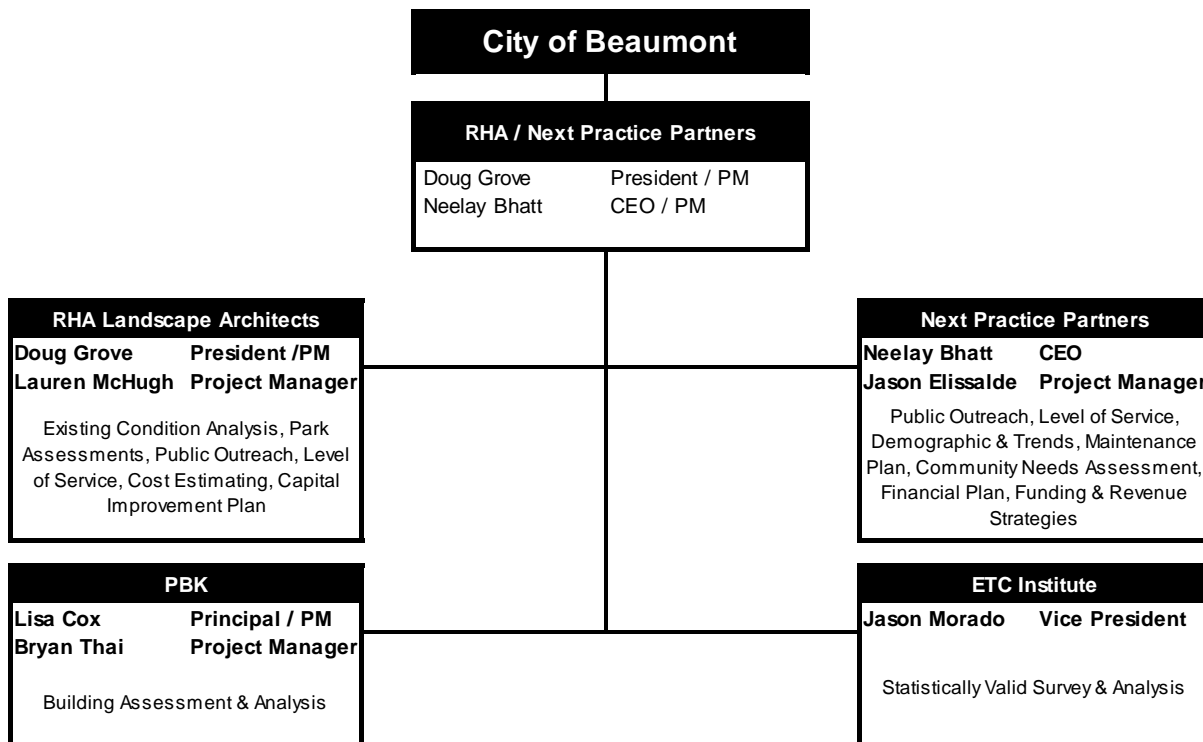 City of Beaumont
RHA / Next Practice Partners
Doug Grove President / PM
Neelay Bhatt CEO / PM
RHA Landscape Architects
Doug Grove President /PM
Lauren McHugh Project Manager
Existing Condition Analysis, Park
Assessments, Public Outreach, Level
of Service, Cost Estimating, Capital
Improvement Plan
Next Practice Partners
Neelay Bhatt CEO
Jason Elissalde Project Manager
Public Outreach, Level of Service,
Demographic & Trends, Maintenance
Plan, Community Needs Assessment,
Financial Plan, Funding & Revenue
Strategies
PBK
Lisa Cox Principal / PM
Bryan Thai Project Manager
Building Assessment & Analysis
ETC Institute
Jason Morado Vice President
Statistically Valid Survey & Analysis